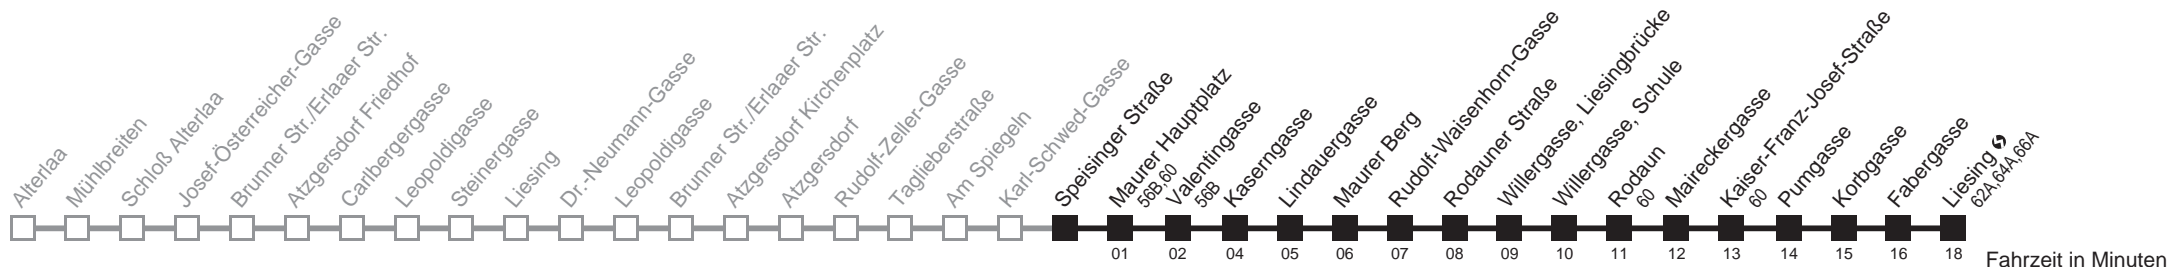 Alterlaa
Mühlbreiten
Schloß Alterlaa
Josef-Österreicher-Gasse
Brunner Str./Erlaaer Str.
Atzgersdorf Friedhof
Carlbergergasse
Leopoldigasse
Steinergasse
Liesing
Dr.-Neumann-Gasse
Leopoldigasse
Brunner Str./Erlaaer Str.
Atzgersdorf Kirchenplatz
Atzgersdorf
Rudolf-Zeller-Gasse
Taglieberstraße
Am Spiegeln
Karl-Schwed-Gasse
Speisinger Straße
Maurer Hauptplatz
56B,60
Valentingasse
56B
Kaserngasse
Lindauergasse
Maurer Berg
Rudolf-Waisenhorn-Gasse
Rodauner Straße
Willergasse, Liesingbrücke
Willergasse, Schule
Rodaun
60
Maireckergasse
Kaiser-Franz-Josef-Straße
60
Pumgasse
Korbgasse
Fabergasse
Liesing
62A,64A,66A
01 02 04 05 06 07 08 09 10 11 12 13 14 15 16 18
Fahrzeit in Minuten